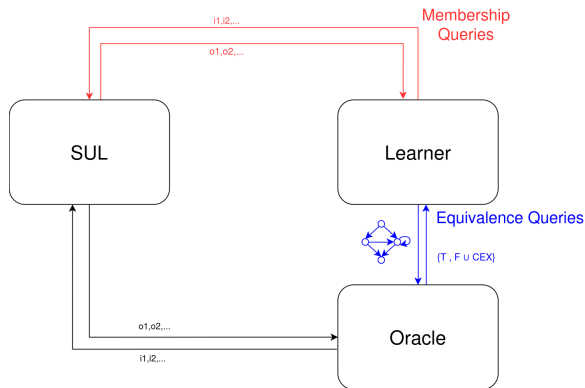 i1,i2,...
Membership
Queries
o1,o2,...
SUL
Learner
Equivalence Queries
{T , F ∪ CEX}
o1,o2,...
Oracle
i1,i2,...